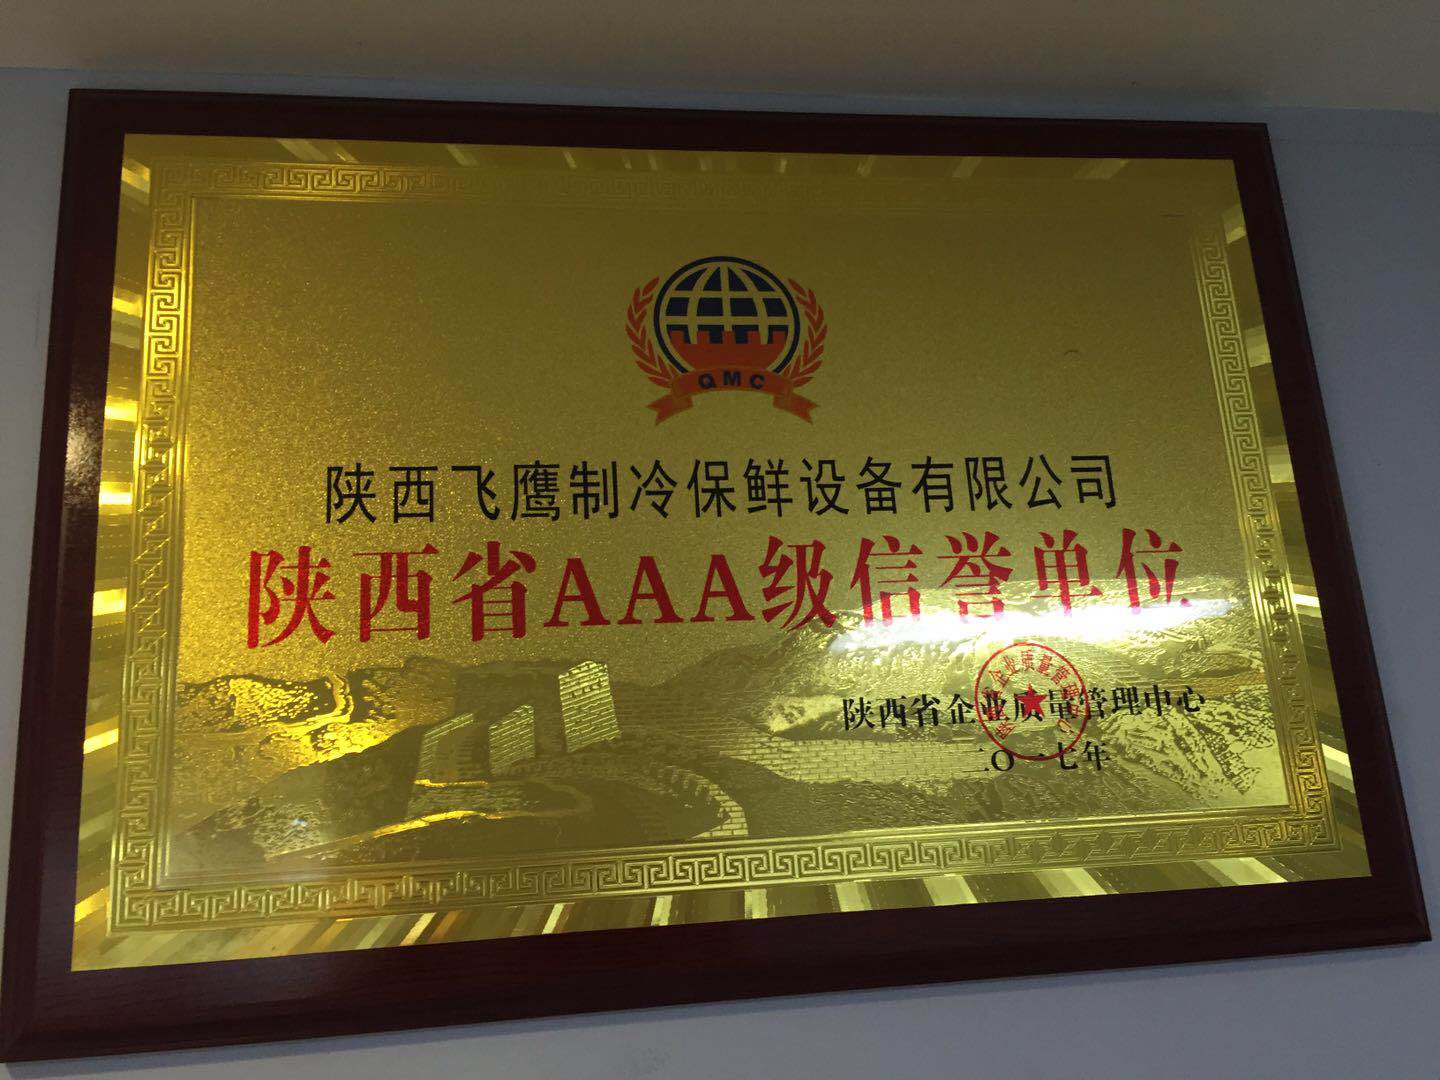 QMC
陕西飞鹰制冷保鲜设备有限公司
陕西省AAA级信誉单位
陕西省企业质量管理中心
二〇一七年